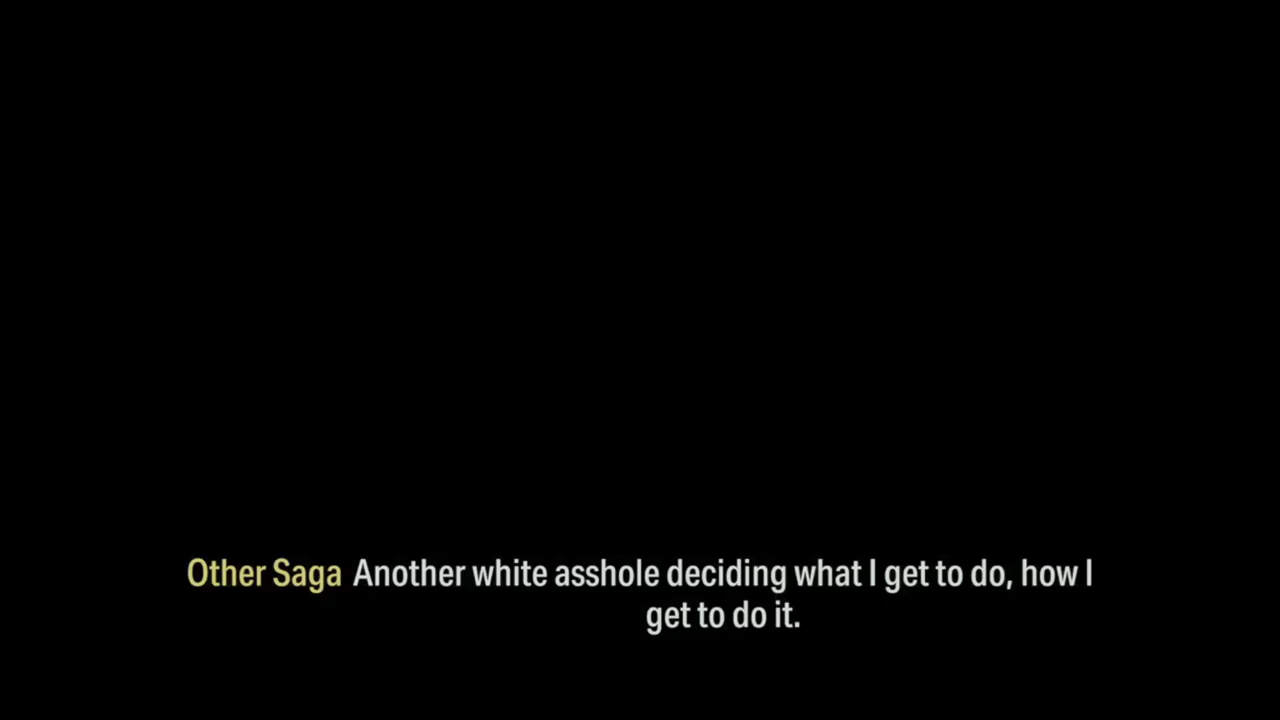 Other Saga Another white asshole deciding what I get to do, how I
get to do it.